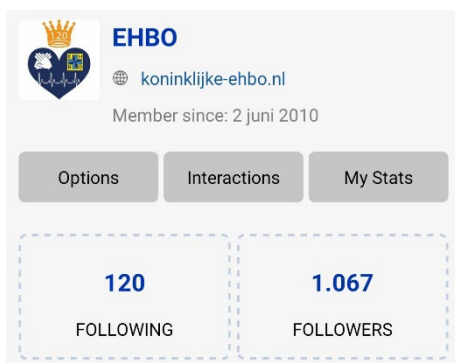 120
EHBO
koninklijke-ehbo.nl
Member since: 2 juni 2010
Options Interactions My Stats
120 1.067
FOLLOWING FOLLOWERS